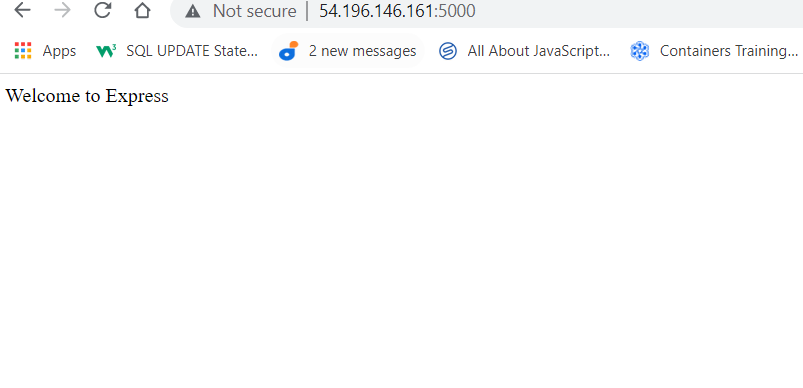 Not secure | 54.196.146.161:5000
Apps W3 SQL UPDATE State... 2 new messages All About JavaScript... Containers Training...
Welcome to Express